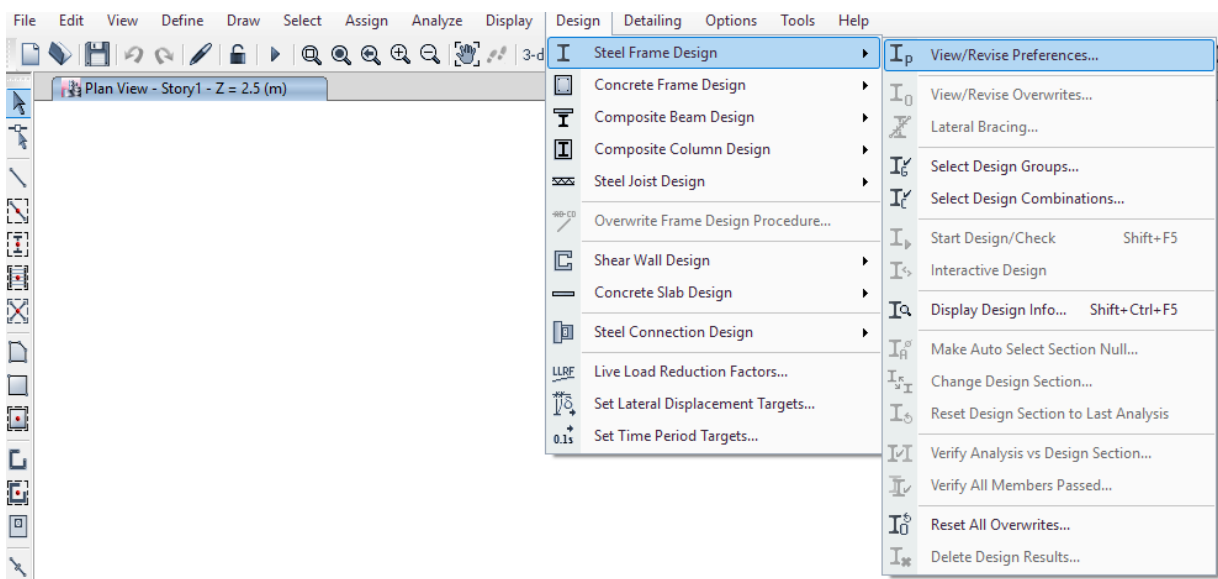 File Edit View Define Draw Select Assign Analyze Display Design Detailing Options Tools Help
3-d
Plan View - Story1 - Z = 2.5 (m)
Steel Frame Design
Concrete Frame Design
Composite Beam Design
Composite Column Design
Steel Joist Design
Overwrite Frame Design Procedure...
Shear Wall Design
Concrete Slab Design
Steel Connection Design
LLRF Live Load Reduction Factors...
Set Lateral Displacement Targets...
0.1s Set Time Period Targets...
View/Revise Preferences...
View/Revise Overwrites...
Lateral Bracing...
Select Design Groups...
Select Design Combinations...
Start Design/Check Shift+F5
Interactive Design
Display Design Info... Shift+Ctrl+F5
Make Auto Select Section Null...
Change Design Section...
Reset Design Section to Last Analysis
Verify Analysis vs Design Section...
Verify All Members Passed...
Reset All Overwrites...
Delete Design Results...